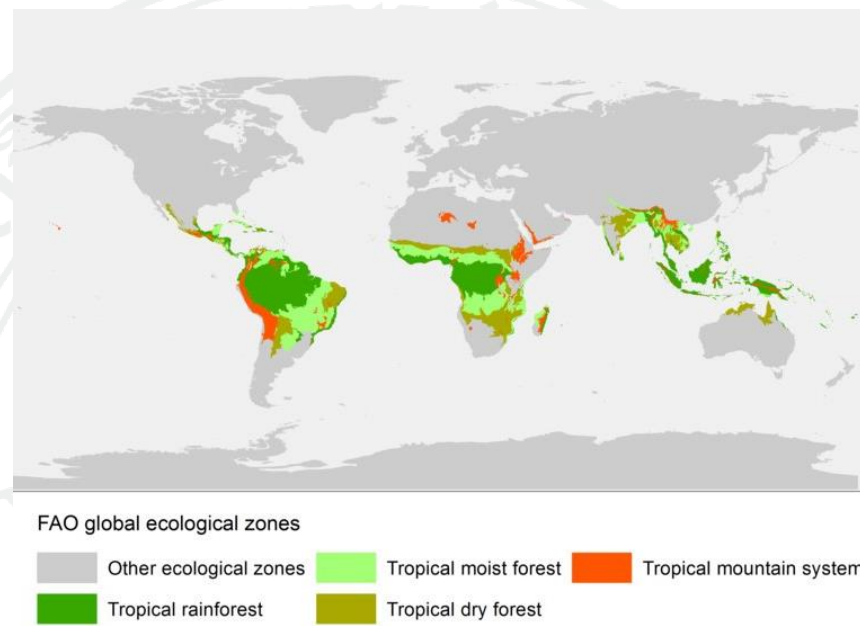 FAO global ecological zones
Other ecological zones
Tropical moist forest
Tropical mountain system
Tropical rainforest
Tropical dry forest